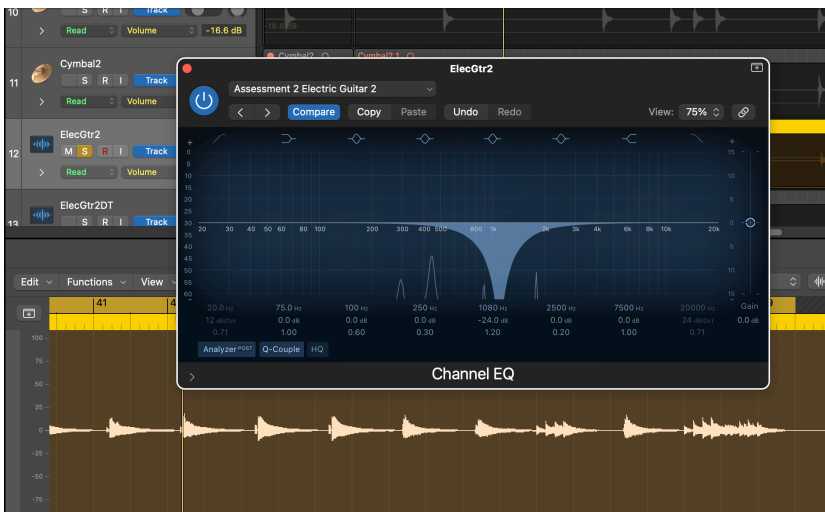 10 Track
Read Volume -16.6 dB
-16.9 dB
Cymbal2 Cymbal2.1
11 Cymbal2
S R I Track
Read Volume
12 ElecGtr2
M S R I Track
Read Volume
ElecGtr2DT
13 S R I Track
ElecGtr2
Assessment 2 Electric Guitar 2
Compare Copy Paste Undo Redo View: 75%
+ +
0 15
5
10 10
15 5
20
25
30 0
20 30 40 50 60 80 100 200 300 400 500 800 1k 2k 3k 4k 6k 8k 10k 20k
35
40 5
45
50 10
55
60 15
- -
20.0 Hz 75.0 Hz 100 Hz 250 Hz 1080 Hz 2500 Hz 7500 Hz 20000 Hz Gain
12 dB/Oct 0.0 dB 0.0 dB 0.0 dB -24.0 dB 0.0 dB 0.0 dB 24 dB/Oct 0.0 dB
0.71 1.00 0.60 0.30 1.20 0.20 1.00 0.71
Analyzer POST Q-Couple HQ
Channel EQ
Edit Functions View
41 4 9
100
75
50
25
0
-25
-50
-75